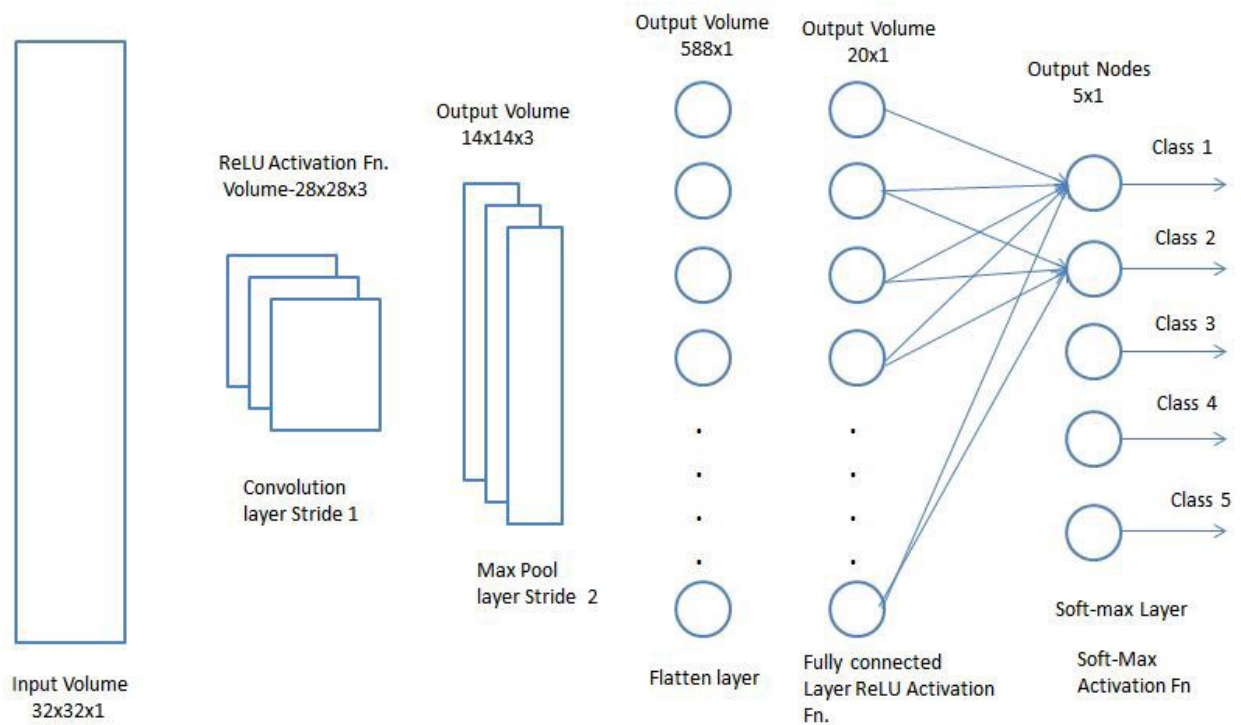 Output Volume
588x1
Output Volume
20x1
Output Nodes
5x1
Output Volume
14x14x3
ReLU Activation Fn.
Volume-28x28x3
Class 1
Class 2
Class 3
Class 4
Class 5
Convolution
layer Stride 1
Max Pool
layer Stride 2
Soft-max Layer
Input Volume
32x32x1
Flatten layer
Fully connected
Layer ReLU Activation
Fn.
Soft-Max
Activation Fn